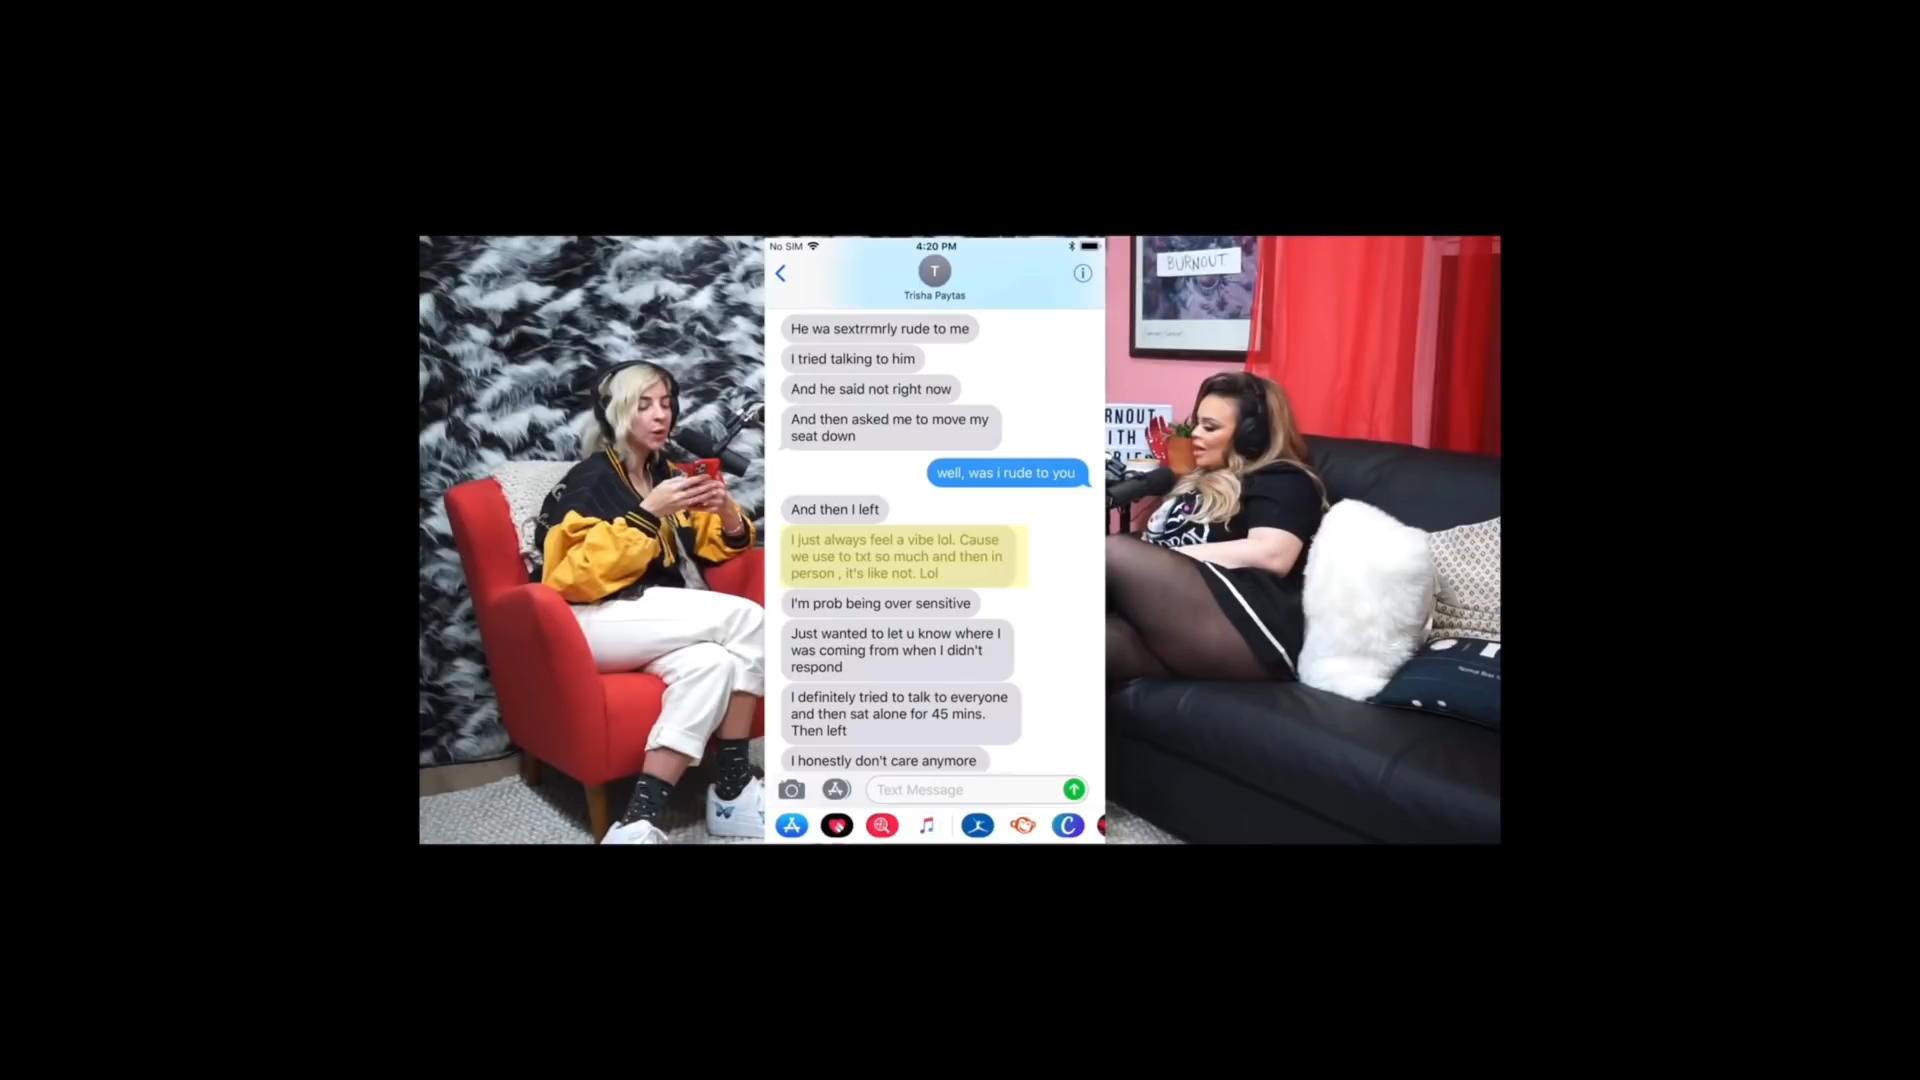 No SIM
4:20 PM
T
Trisha Paytas
He wa sextrrmrly rude to me
I tried talking to him
And he said not right now
And then asked me to move my
seat down
well, was i rude to you
And then I left
I just always feel a vibe lol. Cause
we use to txt so much and then in
person , it's like not. Lol
I'm prob being over sensitive
Just wanted to let u know where I
was coming from when I didn't
respond
I definitely tried to talk to everyone
and then sat alone for 45 mins.
Then left
I honestly don't care anymore
Text Message
BURNOUT
RNOUT
ITH